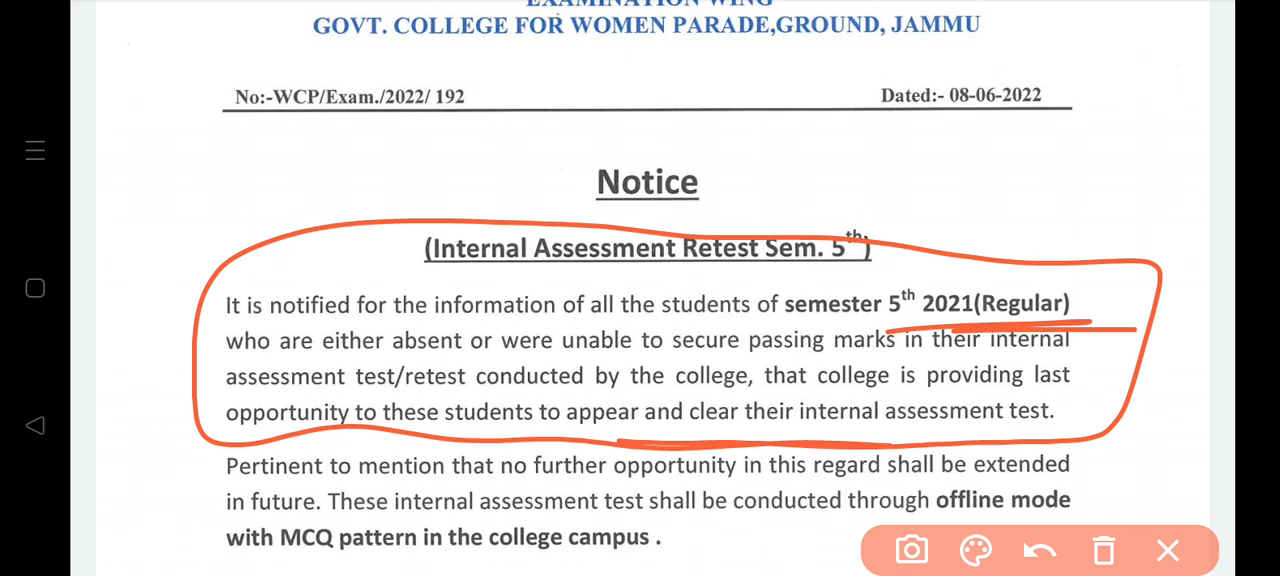 EXAMINATION WING
GOVT. COLLEGE FOR WOMEN PARADE,GROUND, JAMMU
No:-WCP/Exam./2022/ 192
Dated:- 08-06-2022
Notice
(Internal Assessment Retest Sem. 5th)
It is notified for the information of all the students of semester 5th 2021(Regular)
who are either absent or were unable to secure passing marks in their internal
assessment test/retest conducted by the college, that college is providing last
opportunity to these students to appear and clear their internal assessment test.
Pertinent to mention that no further opportunity in this regard shall be extended
in future. These internal assessment test shall be conducted through offline mode
with MCQ pattern in the college campus .